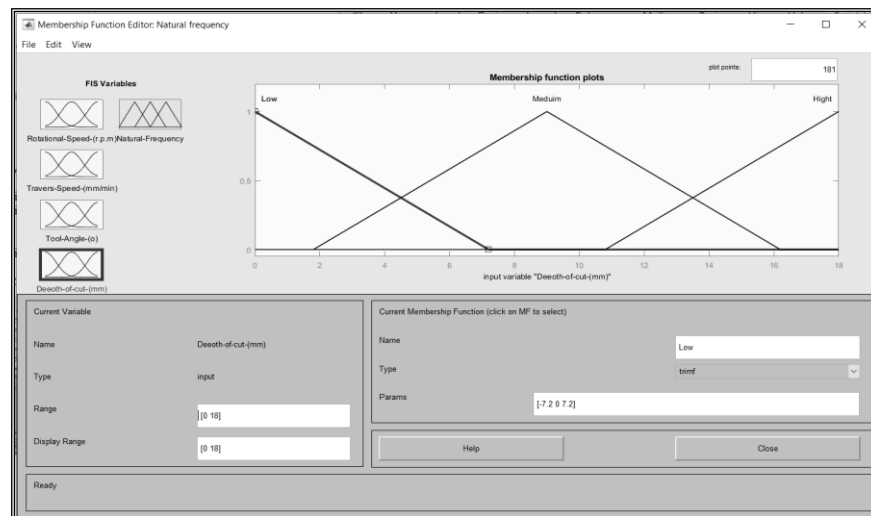 Membership Function Editor: Natural frequency
File Edit View
FIS Variables
Rotational-Speed-(r.p.m) Natural-Frequency
Travers-Speed-(mm/min)
Tool-Angle-(o)
Deeoth-of-cut-(mm)
plot points: 181
Membership function plots
Low Meduim Hight
1
0.5
0
0 2 4 6 8 10 12 14 16 18
input variable "Deeoth-of-cut-(mm)"
Current Variable
Name Deeoth-of-cut-(mm)
Type input
Range [0 18]
Display Range [0 18]
Current Membership Function (click on MF to select)
Name Low
Type trimf
Params [-7.2 0 7.2]
Help Close
Ready